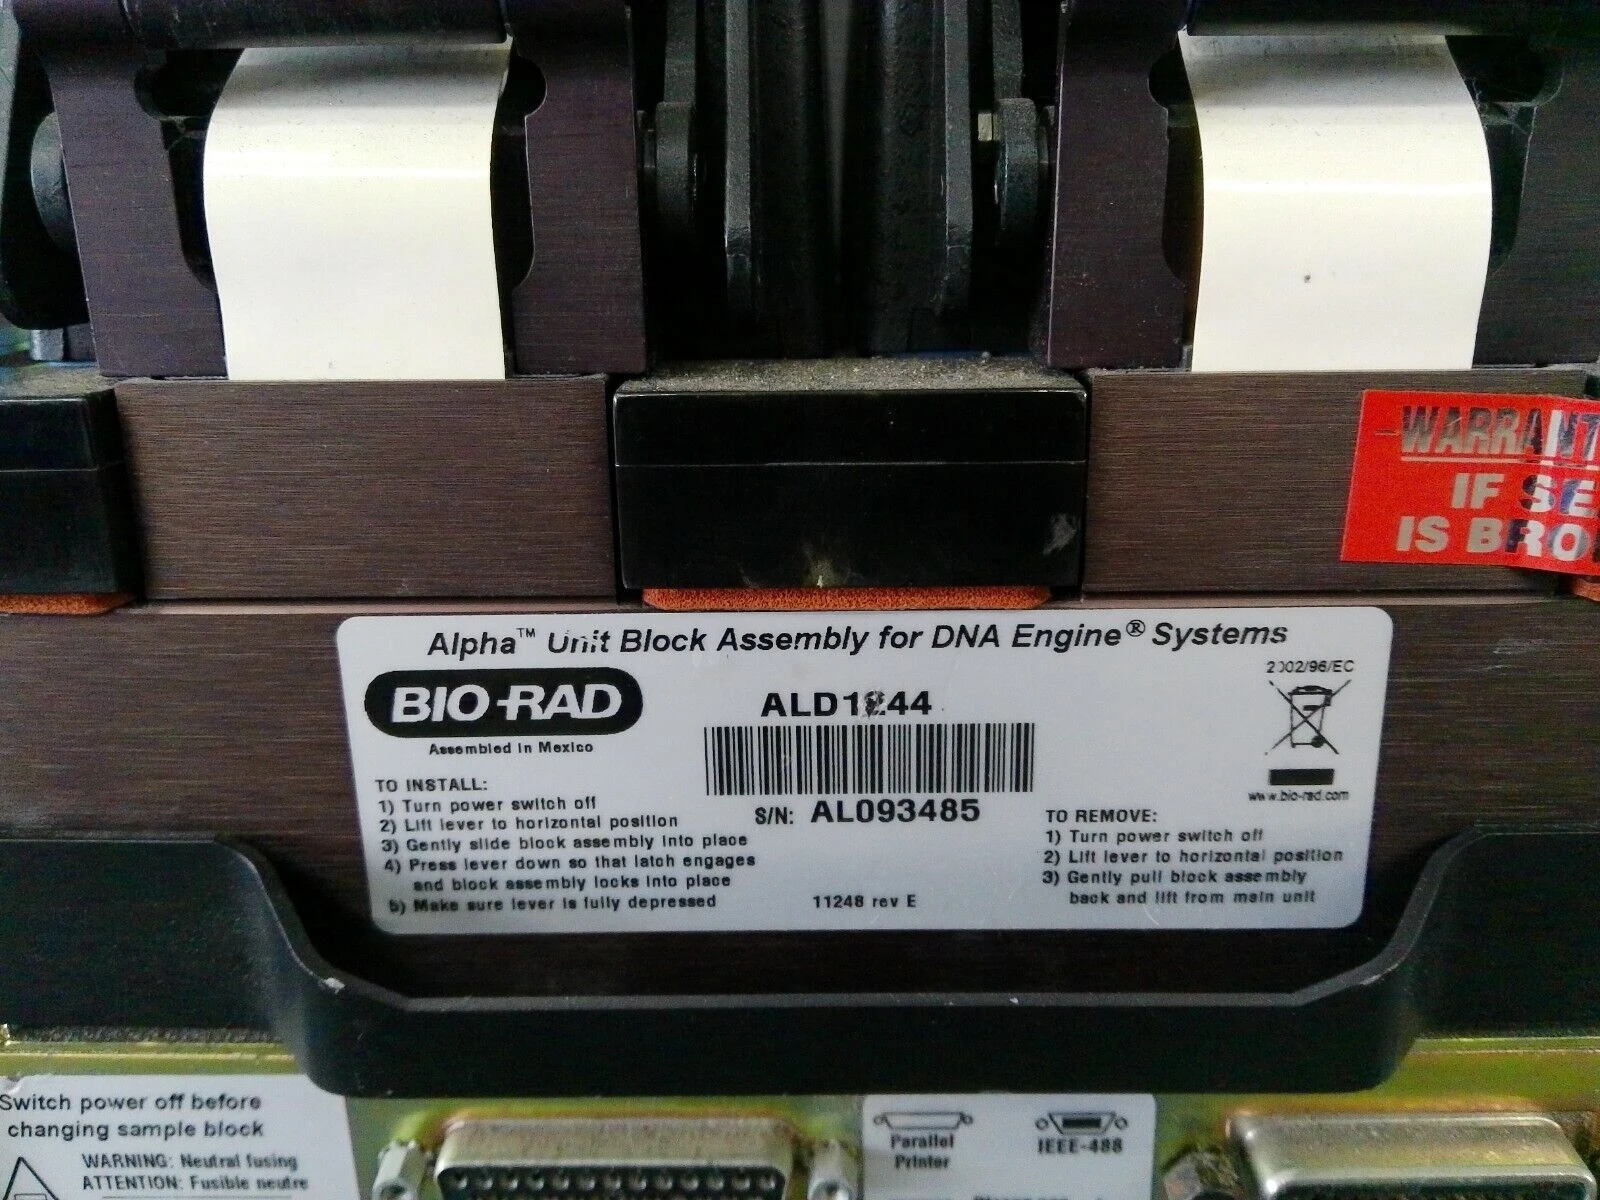 -WARRANT
IF SE
IS BRO
Alpha™ Unit Block Assembly for DNA Engine® Systems
BIO-RAD
Assembled in Mexico
ALD1244
2002/96/EC
www.bio-rad.com
S/N: AL093485
TO INSTALL:
1) Turn power switch off
2) Lift lever to horizontal position
3) Gently slide block assembly into place
4) Press lever down so that latch engages
and block assembly locks into place
5) Make sure lever is fully depressed
11248 rev E
TO REMOVE:
1) Turn power switch off
2) Lift lever to horizontal position
3) Gently pull block assembly
back and lift from main unit
Switch power off before
changing sample block
WARNING: Neutral fusing
ATTENTION: Fusible neutre
Parallel
Printer
IEEE-488